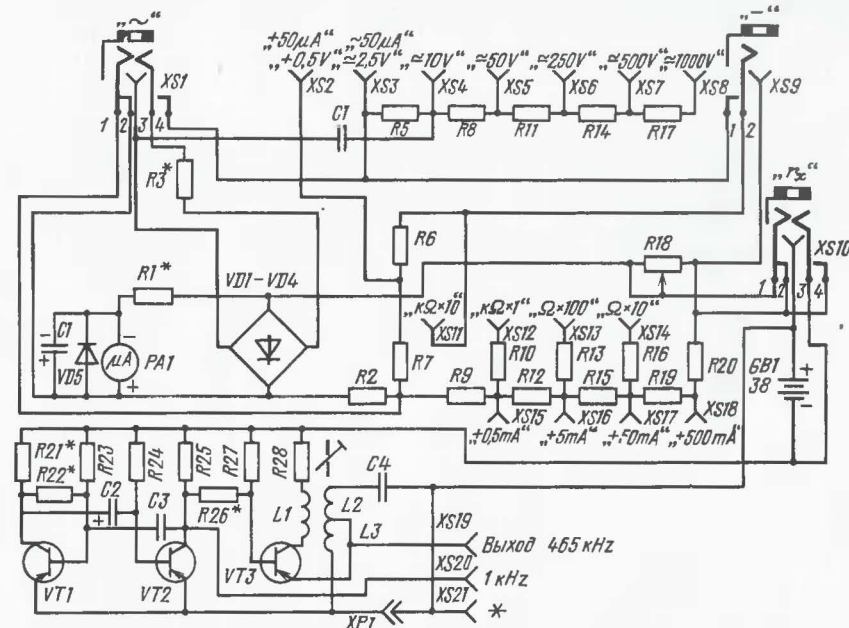 „~“
„−“
„+50μA“ „~50μA“
„+0,5V“ „≂2,5V“ „≂10V“ „≂50V“ „≂250V“ „≂500V“ „≂1000V“
XS1 XS2 XS3 XS4 XS5 XS6 XS7 XS8 XS9
1 2 3 4
C1 R5 R8 R11 R14 R17
1 2
R3*
„rx“
R6 R18 XS10
R1* VD1-VD4
1 2 3 4
„κΩ×10“ „κΩ×1“ „Ω×100“ „Ω×10“
XS11 XS12 XS13 XS14
− C1 + VD5 μA − + PA1
R7 R10 R13 R16 R20
GB1
38
+
−
R2 R9 R12 R15 R19
XS15 XS16 XS17 XS18
„+0,5mA“ „+5mA“ „+50mA“ „+500mA“
R21* R22* R23 R24 R25 R27 R28
C2 + C3 R26* L1 L2 L3 C4
XS19
Выход 465 kHz
XS20
1 kHz
VT1 VT2 VT3
XS21
*
XP1